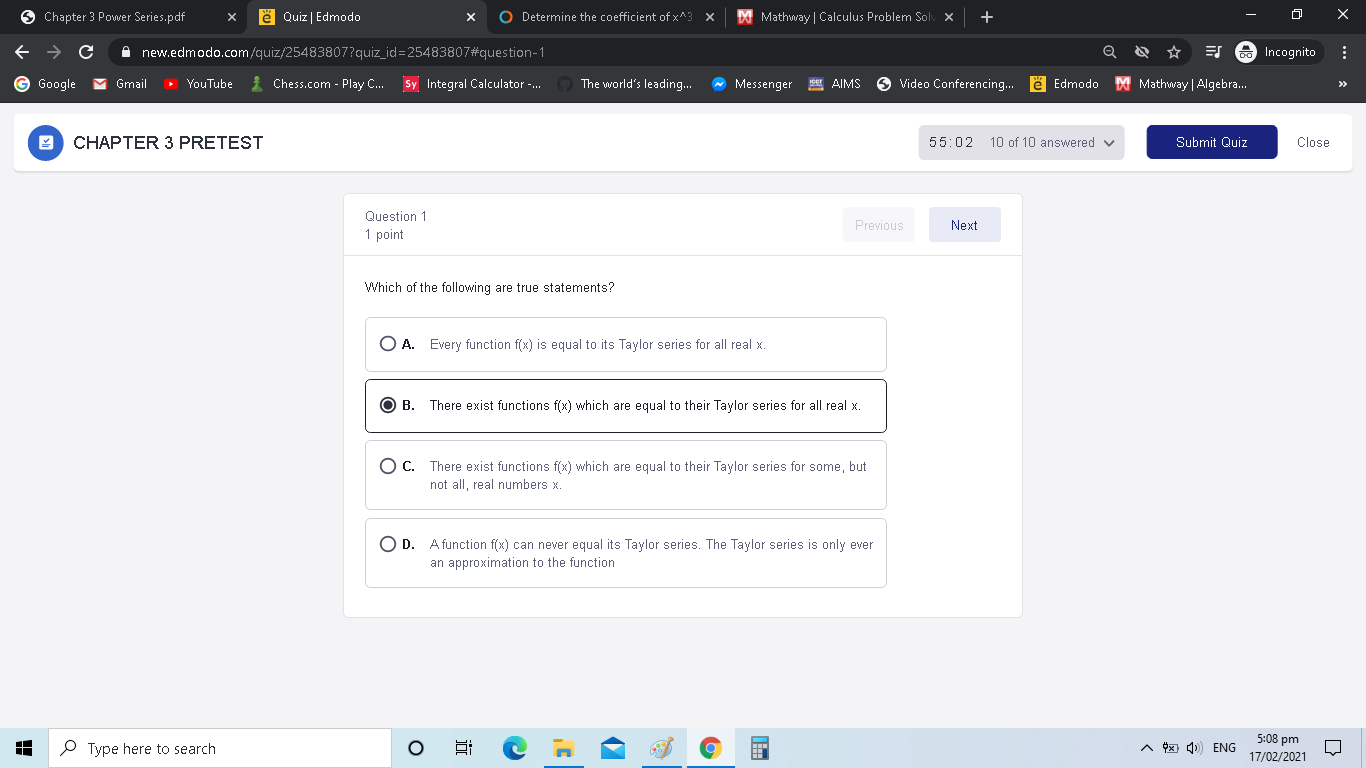 Chapter 3 Power Series.pdf
Quiz | Edmodo
Determine the coefficient of x^3
Mathway | Calculus Problem Solv
new.edmodo.com/quiz/25483807?quiz_id=25483807#question-1
Incognito
Google
Gmail
YouTube
Chess.com - Play C...
Sy
Integral Calculator -...
The world's leading...
Messenger
AIMS
Video Conferencing...
Edmodo
Mathway | Algebra...
»
CHAPTER 3 PRETEST
55:02
10 of 10 answered
Submit Quiz
Close
Question 1
1 point
Previous
Next
Which of the following are true statements?
A. Every function f(x) is equal to its Taylor series for all real x.
B. There exist functions f(x) which are equal to their Taylor series for all real x.
C. There exist functions f(x) which are equal to their Taylor series for some, but
not all, real numbers x.
D. A function f(x) can never equal its Taylor series. The Taylor series is only ever
an approximation to the function
Type here to search
ENG
5:08 pm
17/02/2021